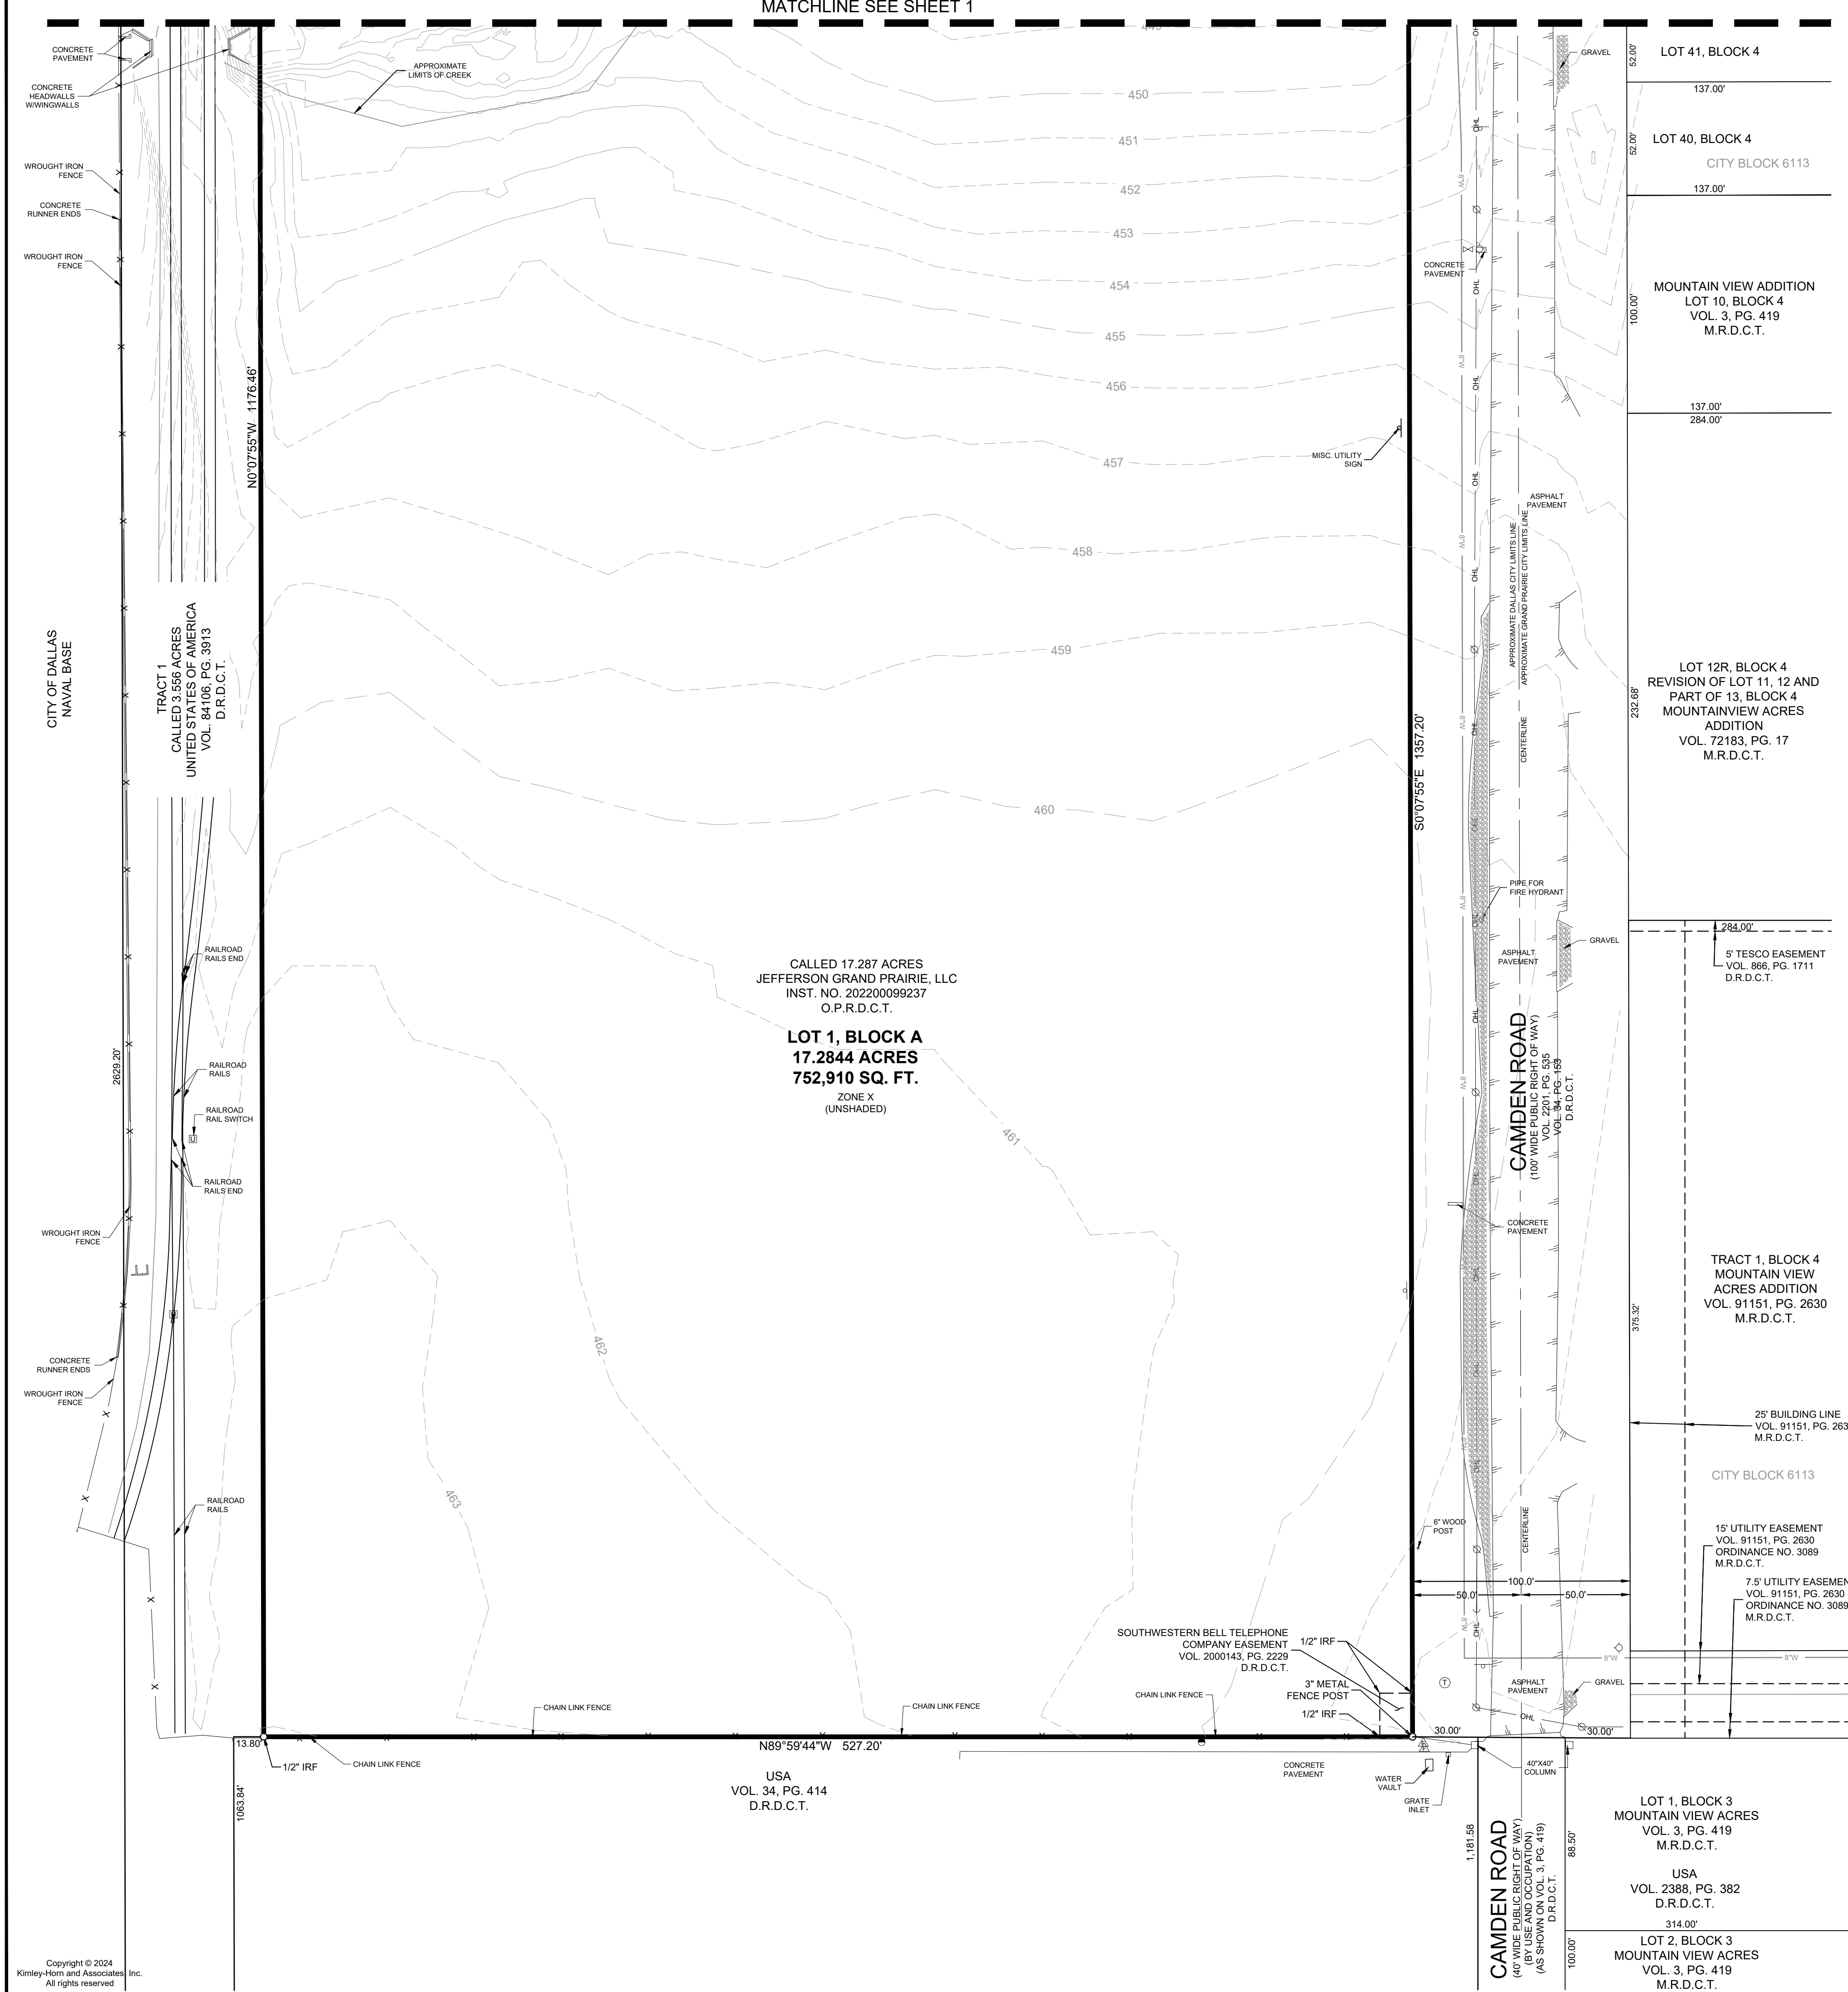 MATCHLINE SEE SHEET 1
CONCRETE
PAVEMENT
CONCRETE
HEADWALLS
W/WINGWALLS
APPROXIMATE
LIMITS OF CREEK
WROUGHT IRON
FENCE
CONCRETE
RUNNER ENDS
WROUGHT IRON
FENCE
N0°07'55"W 1176.46'
450
451
452
453
454
455
456
457
458
459
460
461
462
463
CITY OF DALLAS
NAVAL BASE
TRACT 1
CALLED 3.556 ACRES
UNITED STATES OF AMERICA
VOL. 84106, PG. 3913
D.R.D.C.T.
2629.20'
RAILROAD
RAILS END
RAILROAD
RAILS
RAILROAD
RAIL SWITCH
RAILROAD
RAILS END
WROUGHT IRON
FENCE
CONCRETE
RUNNER ENDS
WROUGHT IRON
FENCE
RAILROAD
RAILS
CALLED 17.287 ACRES
JEFFERSON GRAND PRAIRIE, LLC
INST. NO. 202200099237
O.P.R.D.C.T.
LOT 1, BLOCK A
17.2844 ACRES
752,910 SQ. FT.
ZONE X
(UNSHADED)
MISC. UTILITY
SIGN
S0°07'55"E 1357.20'
CONCRETE
PAVEMENT
GRAVEL
8"W
OHL
ASPHALT
PAVEMENT
APPROXIMATE DALLAS CITY LIMITS LINE
APPROXIMATE GRAND PRAIRIE CITY LIMITS LINE
CENTERLINE
PIPE FOR
FIRE HYDRANT
ASPHALT
PAVEMENT
GRAVEL
CAMDEN ROAD
(100' WIDE PUBLIC RIGHT OF WAY)
VOL. 2201, PG. 535
VOL. 34, PG. 153
D.R.D.C.T.
CONCRETE
PAVEMENT
CENTERLINE
6" WOOD
POST
100.0'
50.0'
50.0'
52.00'
LOT 41, BLOCK 4
137.00'
52.00'
LOT 40, BLOCK 4
CITY BLOCK 6113
137.00'
100.00'
MOUNTAIN VIEW ADDITION
LOT 10, BLOCK 4
VOL. 3, PG. 419
M.R.D.C.T.
137.00'
284.00'
232.68'
LOT 12R, BLOCK 4
REVISION OF LOT 11, 12 AND
PART OF 13, BLOCK 4
MOUNTAINVIEW ACRES
ADDITION
VOL. 72183, PG. 17
M.R.D.C.T.
284.00'
5' TESCO EASEMENT
VOL. 866, PG. 1711
D.R.D.C.T.
375.32'
TRACT 1, BLOCK 4
MOUNTAIN VIEW
ACRES ADDITION
VOL. 91151, PG. 2630
M.R.D.C.T.
25' BUILDING LINE
VOL. 91151, PG. 263
M.R.D.C.T.
CITY BLOCK 6113
15' UTILITY EASEMENT
VOL. 91151, PG. 2630
ORDINANCE NO. 3089
M.R.D.C.T.
7.5' UTILITY EASEMEN
VOL. 91151, PG. 2630
ORDINANCE NO. 3089
M.R.D.C.T.
8"W
8"W
SOUTHWESTERN BELL TELEPHONE
COMPANY EASEMENT
VOL. 2000143, PG. 2229
D.R.D.C.T.
1/2" IRF
3" METAL
FENCE POST
1/2" IRF
T
ASPHALT
PAVEMENT
GRAVEL
OHL
30.00'
30.00'
CHAIN LINK FENCE
CHAIN LINK FENCE
CHAIN LINK FENCE
N89°59'44"W 527.20'
13.80'
1/2" IRF
CHAIN LINK FENCE
1063.84'
USA
VOL. 34, PG. 414
D.R.D.C.T.
CONCRETE
PAVEMENT
WATER
VAULT
GRATE
INLET
40"X40"
COLUMN
1,181.58
CAMDEN ROAD
(40' WIDE PUBLIC RIGHT OF WAY)
(BY USE AND OCCUPATION)
(AS SHOWN ON VOL. 3, PG. 419)
D.R.D.C.T.
88.50'
LOT 1, BLOCK 3
MOUNTAIN VIEW ACRES
VOL. 3, PG. 419
M.R.D.C.T.
USA
VOL. 2388, PG. 382
D.R.D.C.T.
314.00'
100.00'
LOT 2, BLOCK 3
MOUNTAIN VIEW ACRES
VOL. 3, PG. 419
M.R.D.C.T.
Copyright © 2024
Kimley-Horn and Associates, Inc.
All rights reserved